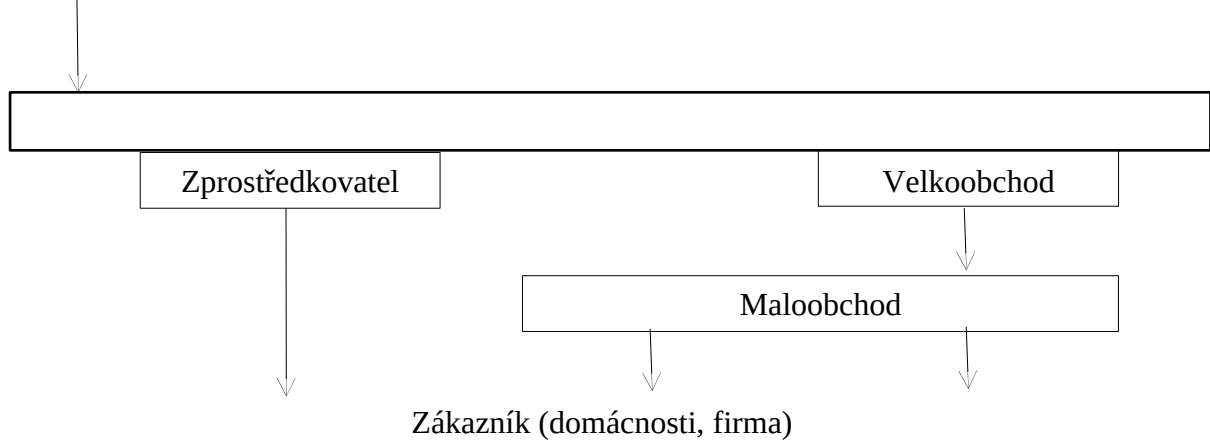 Zprostředkovatel
Velkoobchod
Maloobchod
Zákazník (domácnosti, firma)